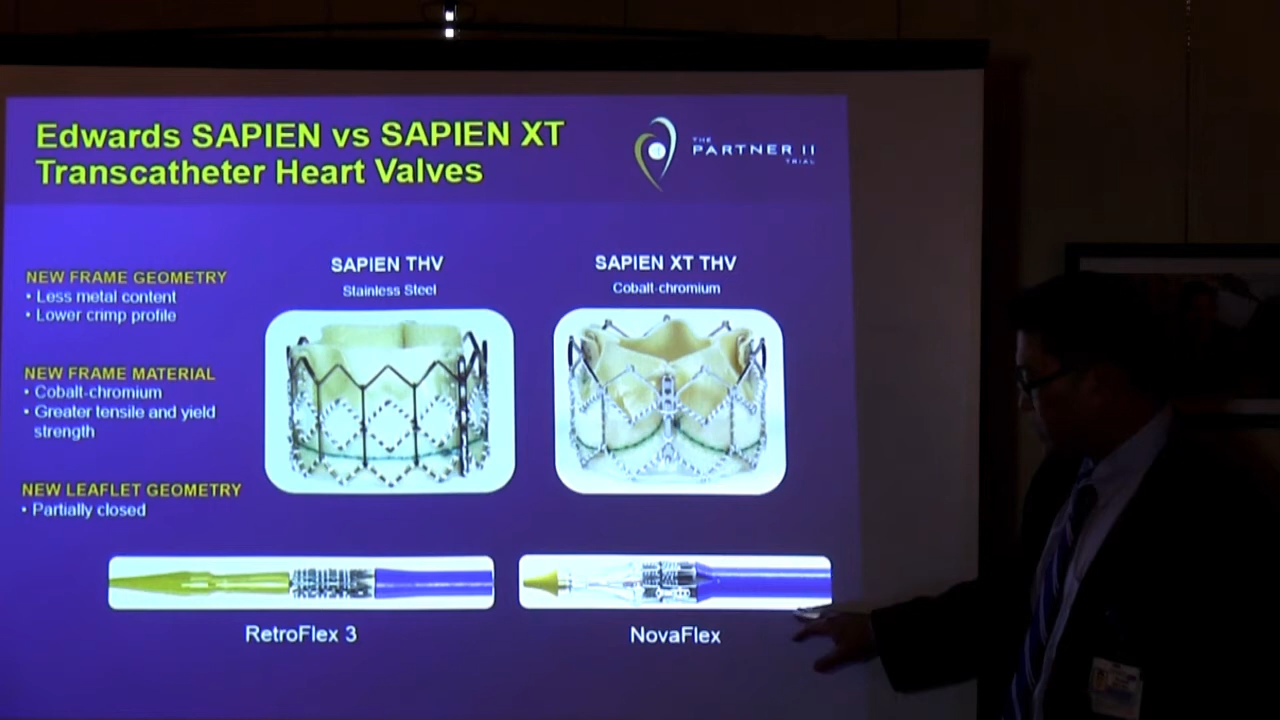 Edwards SAPIEN vs SAPIEN XT
Transcatheter Heart Valves
THE
PARTNER II
TRIAL
NEW FRAME GEOMETRY
• Less metal content
• Lower crimp profile
NEW FRAME MATERIAL
• Cobalt-chromium
• Greater tensile and yield
strength
NEW LEAFLET GEOMETRY
• Partially closed
SAPIEN THV
Stainless Steel
SAPIEN XT THV
Cobalt-chromium
RetroFlex 3
NovaFlex